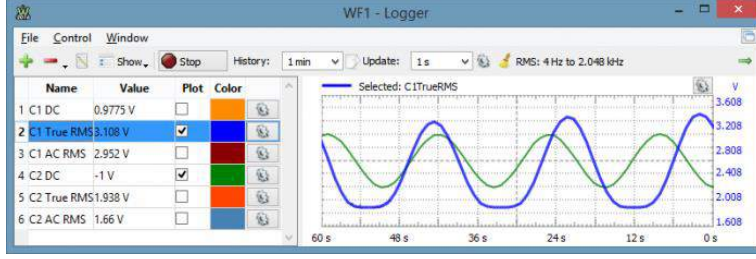 WF1 - Logger
File Control Window
Show Stop History: 1 min Update: 1 s RMS: 4 Hz to 2.048 kHz
Name Value Plot Color
1 C1 DC 0.9775 V
2 C1 True RMS 3.108 V
3 C1 AC RMS 2.952 V
4 C2 DC -1 V
5 C2 True RMS 1.938 V
6 C2 AC RMS 1.66 V
Selected: C1TrueRMS V
3.608
3.208
2.808
2.408
2.008
1.608
60 s 48 s 36 s 24 s 12 s 0 s